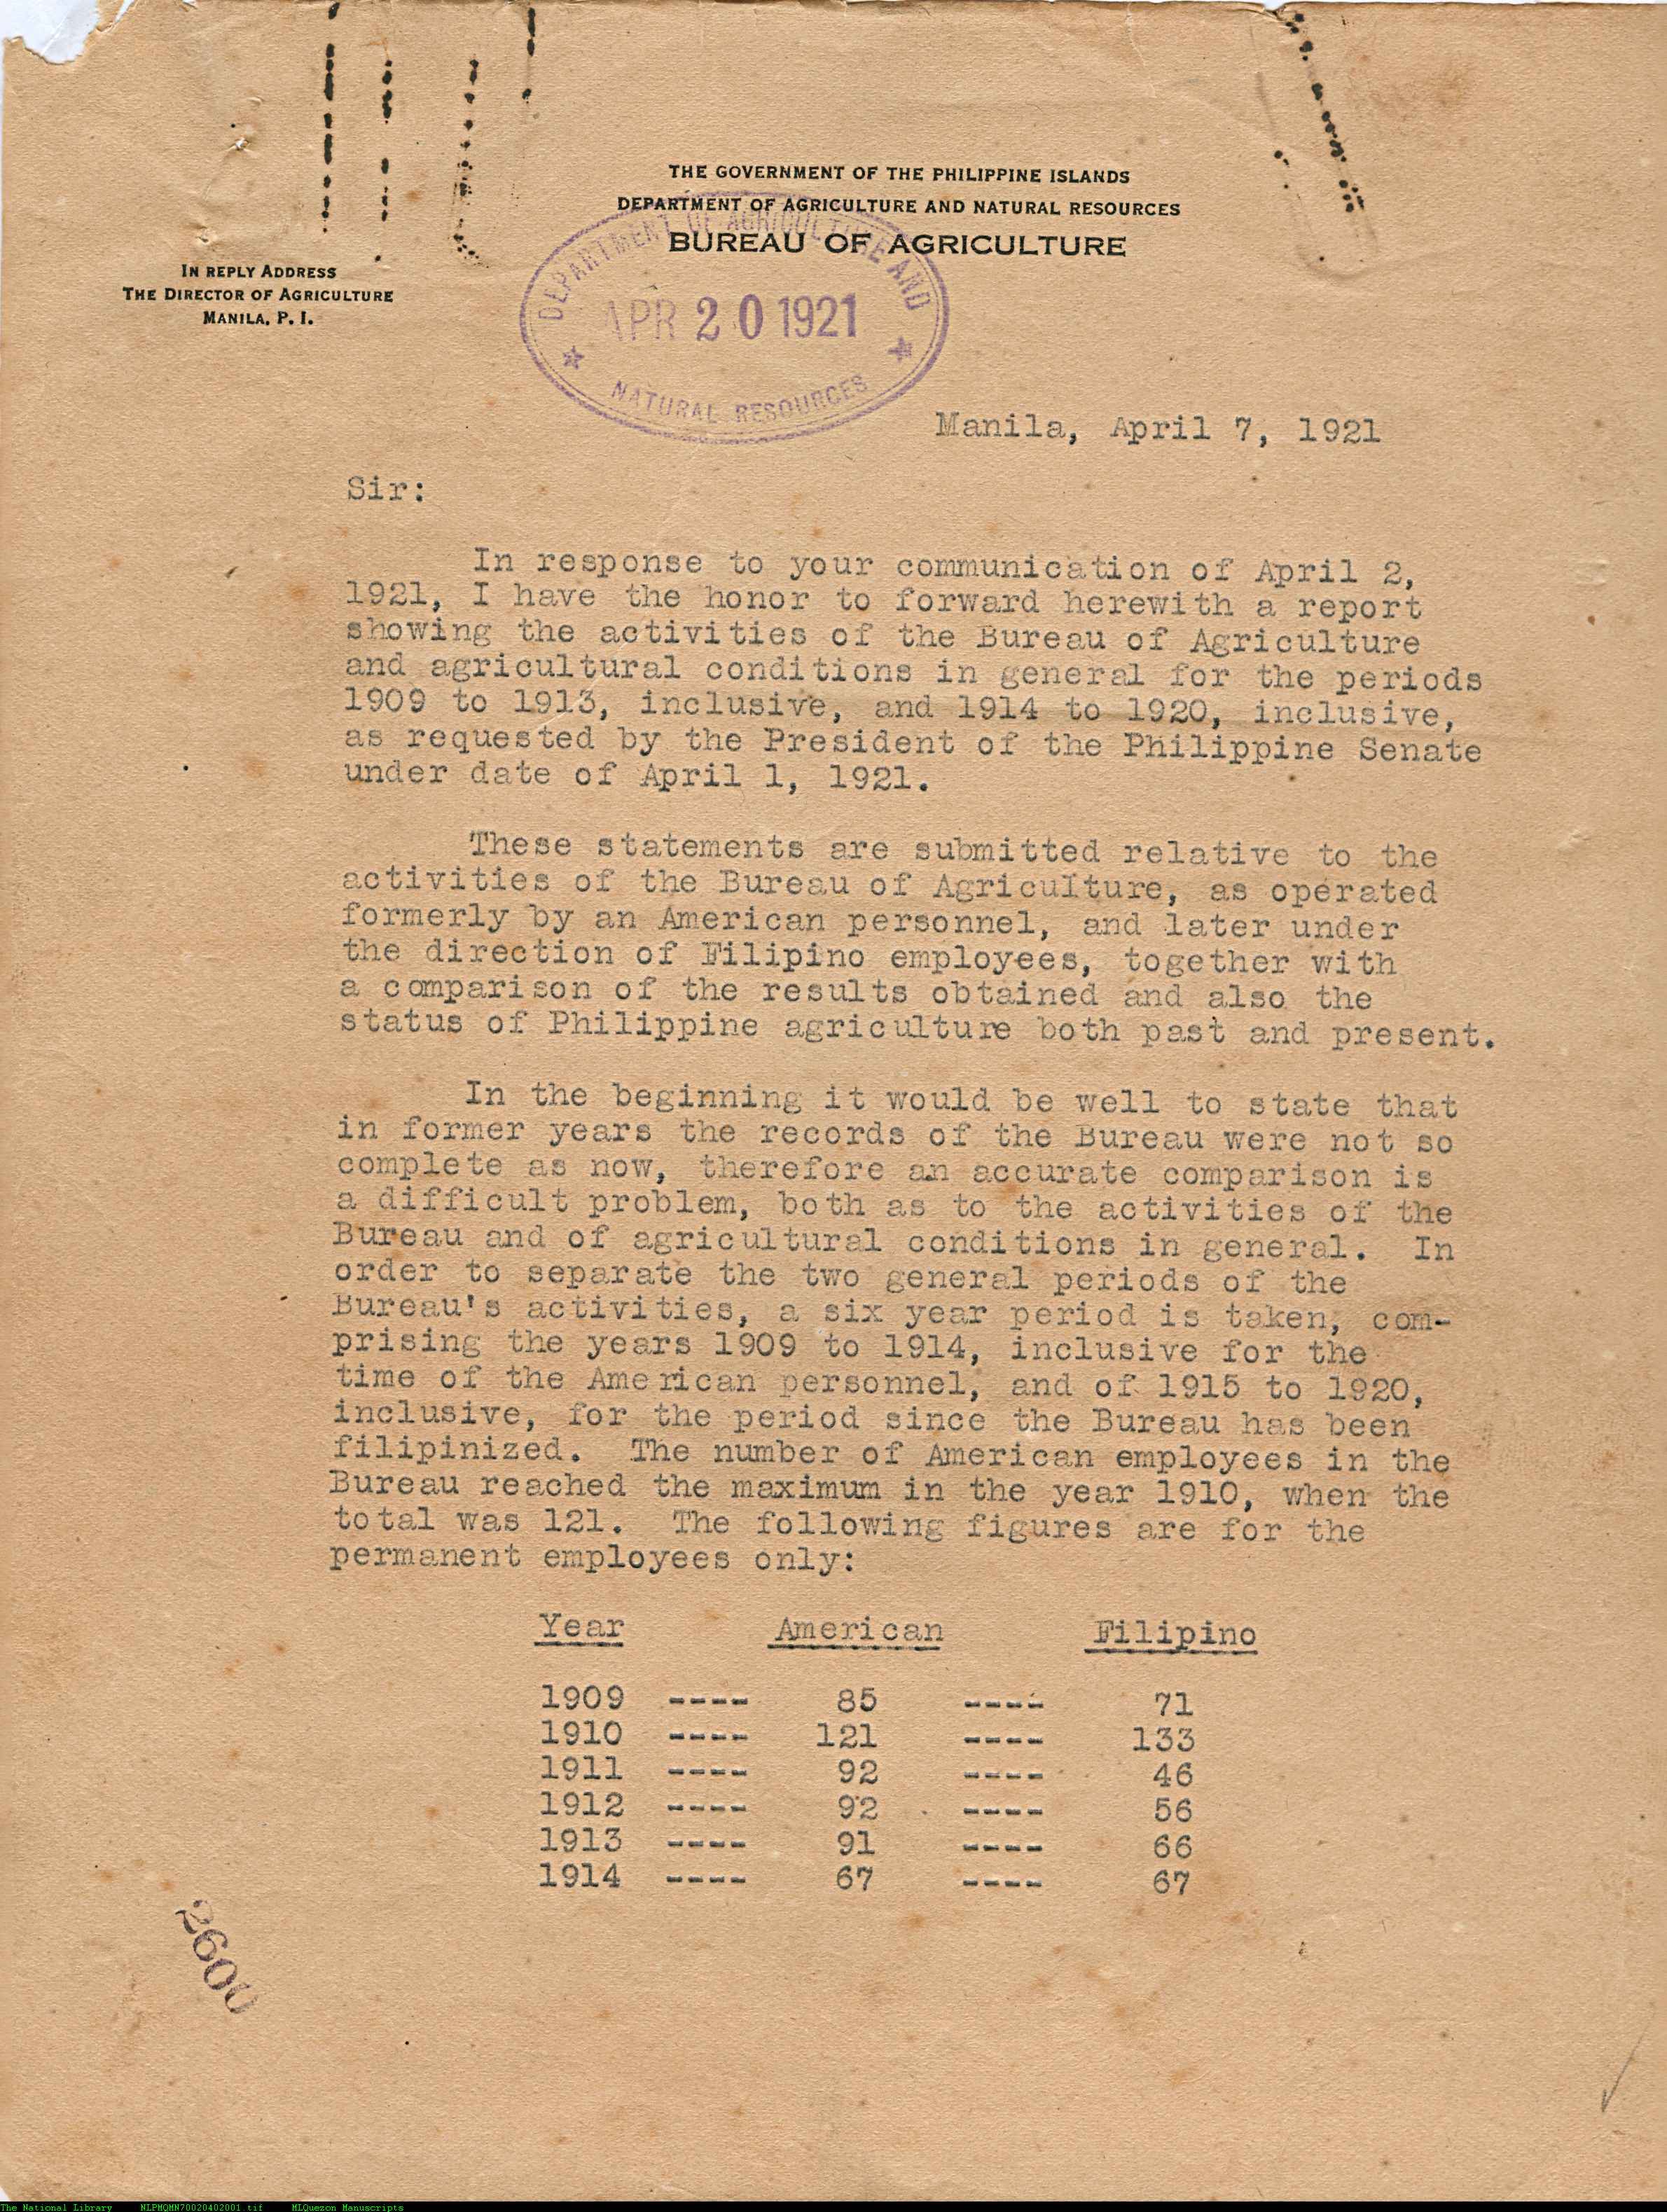 THE GOVERNMENT OF THE PHILIPPINE ISLANDS
DEPARTMENT OF AGRICULTURE AND NATURAL RESOURCES
BUREAU OF AGRICULTURE
IN REPLY ADDRESS
THE DIRECTOR OF AGRICULTURE
MANILA, P. I.
DEPARTMENT OF AGRICULTURE AND
APR 20 1921
NATURAL RESOURCES
Manila, April 7, 1921
Sir:
In response to your communication of April 2,
1921, I have the honor to forward herewith a report
showing the activities of the Bureau of Agriculture
and agricultural conditions in general for the periods
1909 to 1913, inclusive, and 1914 to 1920, inclusive,
as requested by the President of the Philippine Senate
under date of April 1, 1921.
These statements are submitted relative to the
activities of the Bureau of Agriculture, as operated
formerly by an American personnel, and later under
the direction of Filipino employees, together with
a comparison of the results obtained and also the
status of Philippine agriculture both past and present.
In the beginning it would be well to state that
in former years the records of the Bureau were not so
complete as now, therefore an accurate comparison is
a difficult problem, both as to the activities of the
Bureau and of agricultural conditions in general. In
order to separate the two general periods of the
Bureau's activities, a six year period is taken, com-
prising the years 1909 to 1914, inclusive for the
time of the American personnel, and of 1915 to 1920,
inclusive, for the period since the Bureau has been
filipinized. The number of American employees in the
Bureau reached the maximum in the year 1910, when the
total was 121. The following figures are for the
permanent employees only:
Year American Filipino
1909 ---- 85 ---- 71
1910 ---- 121 ---- 133
1911 ---- 92 ---- 46
1912 ---- 92 ---- 56
1913 ---- 91 ---- 66
1914 ---- 67 ---- 67
2600
The National Library NLPMQMN70020402001.tif MLQuezon Manuscripts